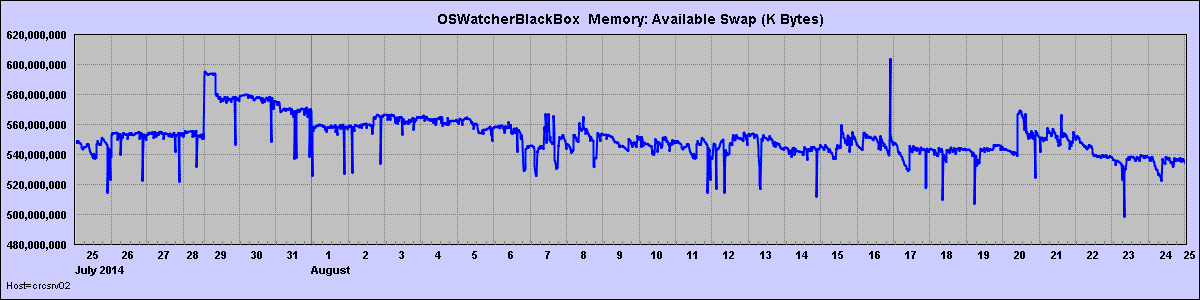 OSWatcherBlackBox Memory: Available Swap (K Bytes)
620,000,000
600,000,000
580,000,000
560,000,000
540,000,000
520,000,000
500,000,000
480,000,000
25 26 27 28 29 30 31 1 2 3 4 5 6 7 8 9 10 11 12 13 14 15 16 17 18 19 20 21 22 23 24 25
July 2014 August
Host=crcsrv02